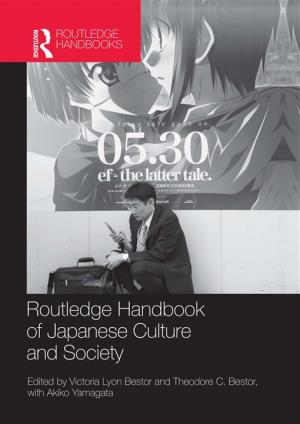 ROUTLEDGE
ROUTLEDGE
HANDBOOKS
05.30
ef - the latter tale.
Routledge Handbook
of Japanese Culture
and Society
Edited by Victoria Lyon Bestor and Theodore C. Bestor,
with Akiko Yamagata